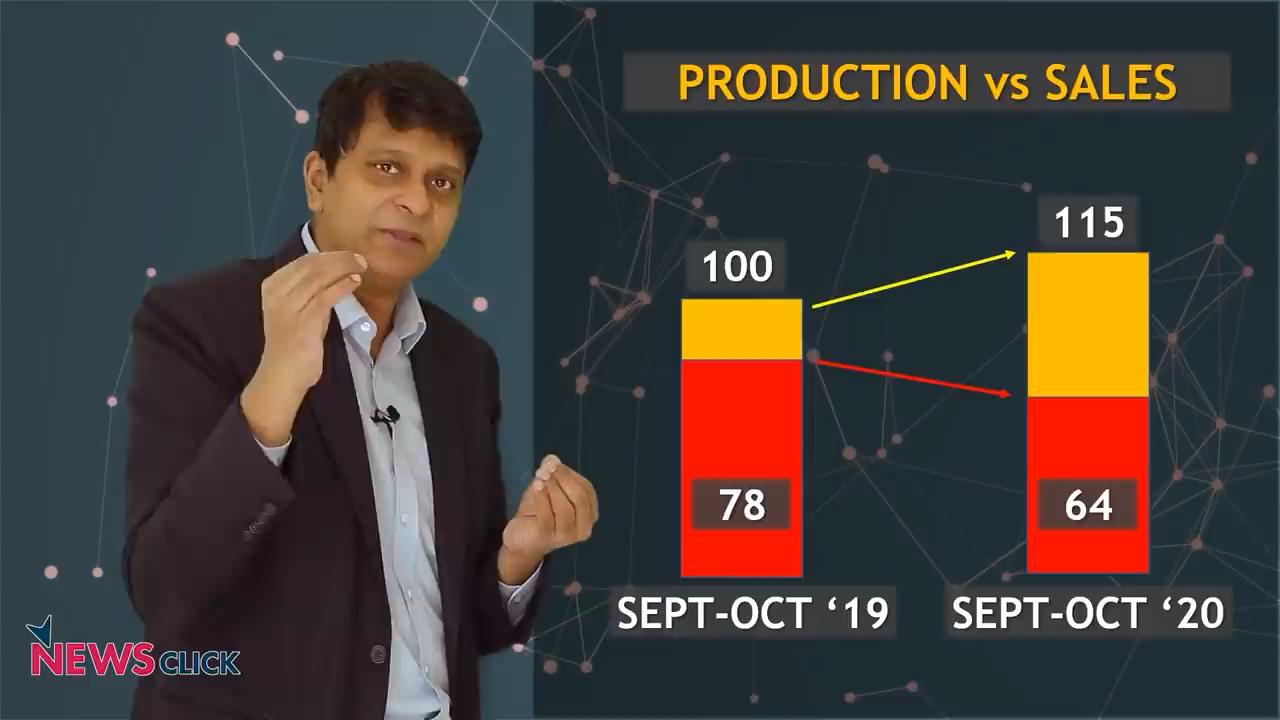 PRODUCTION vs SALES
115
100
78
64
SEPT-OCT ‘19
SEPT-OCT ‘20
NEWSCLICK